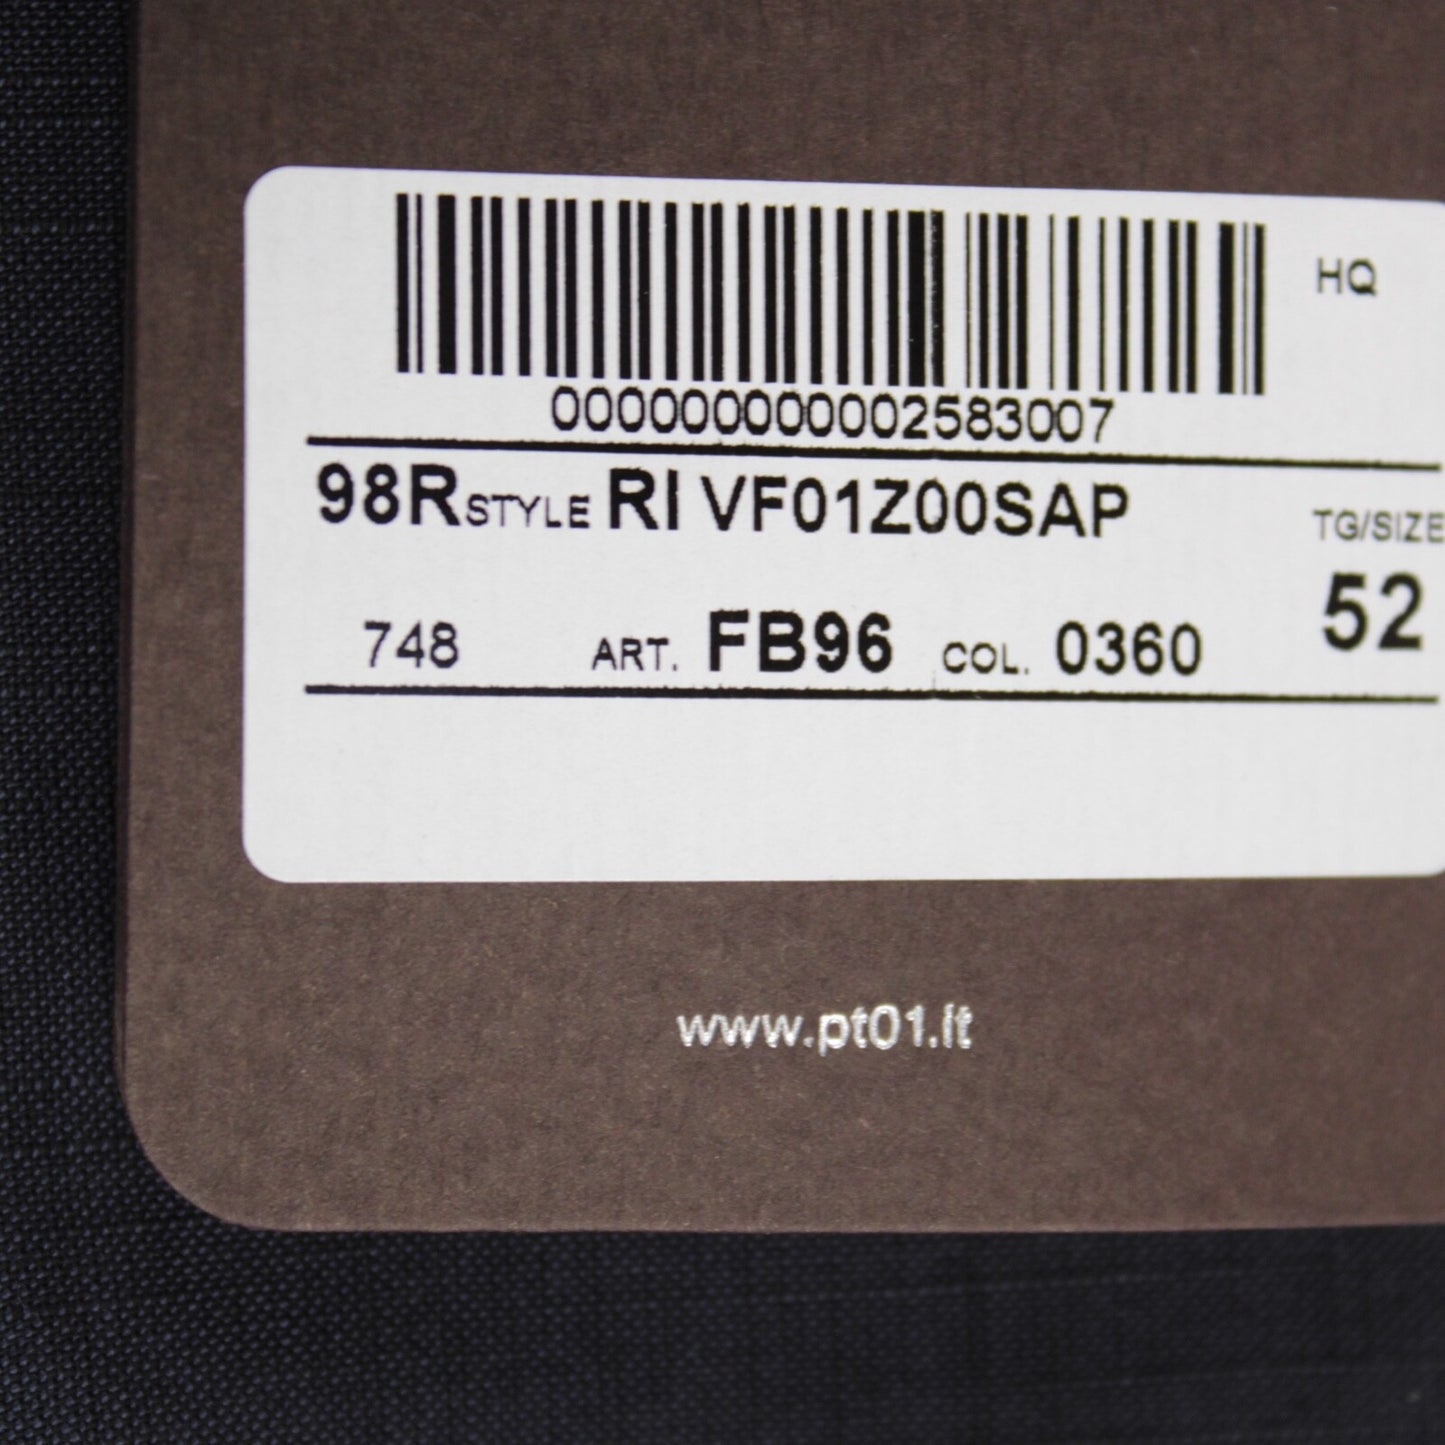 HQ
000000000002583007
98R STYLE RI VF01Z00SAP
TG/SIZE
748 ART. FB96 COL. 0360
52
www.pt01.it